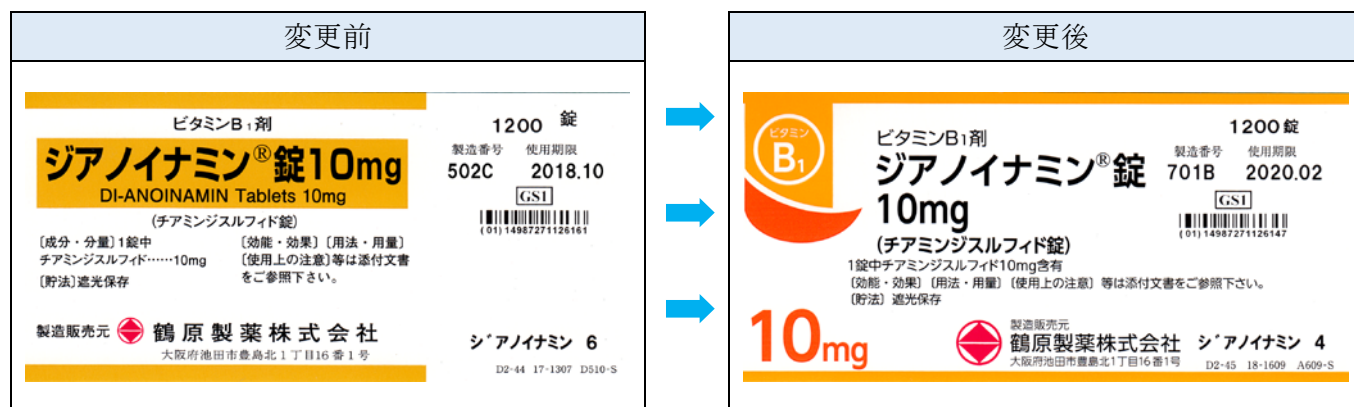 変更前
ビタミンB₁剤
ジアノイナミン®錠10mg
DI-ANOINAMIN Tablets 10mg
(チアミンジスルフィド錠)
〔成分・分量〕1錠中
チアミンジスルフィド……10mg
〔貯法〕遮光保存
〔効能・効果〕〔用法・用量〕
〔使用上の注意〕等は添付文書
をご参照下さい。
製造販売元 鶴原製薬株式会社
大阪府池田市豊島北1丁目16番1号
1200 錠
製造番号 使用期限
502C 2018.10
GS1
(01)14987271126161
ジアノイナミン 6
D2-44 17-1307 D510-S
変更後
ビタミン
B₁
ビタミンB₁剤
ジアノイナミン®錠
10mg
(チアミンジスルフィド錠)
1錠中チアミンジスルフィド10mg含有
〔効能・効果〕〔用法・用量〕〔使用上の注意〕等は添付文書をご参照下さい。
〔貯法〕遮光保存
10mg
製造販売元
鶴原製薬株式会社
大阪府池田市豊島北1丁目16番1号
1200錠
製造番号 使用期限
701B 2020.02
GS1
(01)14987271126147
ジアノイナミン 4
D2-45 18-1609 A609-S